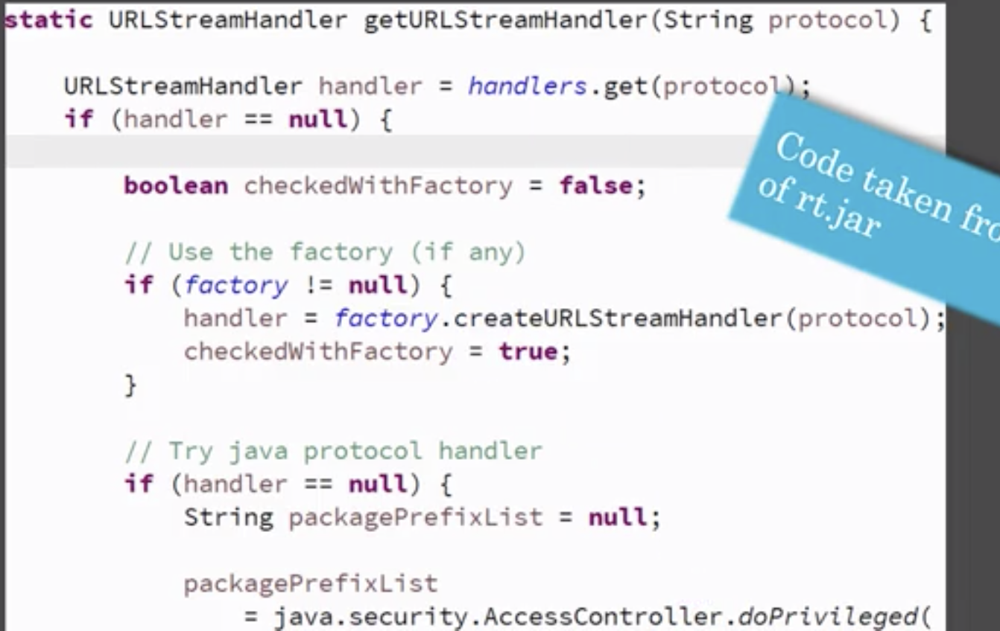 static URLStreamHandler getURLStreamHandler(String protocol) {
URLStreamHandler handler = handlers.get(protocol);
if (handler == null) {
boolean checkedWithFactory = false;
// Use the factory (if any)
if (factory != null) {
handler = factory.createURLStreamHandler(protocol);
checkedWithFactory = true;
}
// Try java protocol handler
if (handler == null) {
String packagePrefixList = null;
packagePrefixList
= java.security.AccessController.doPrivileged(
Code taken
of rt.jar